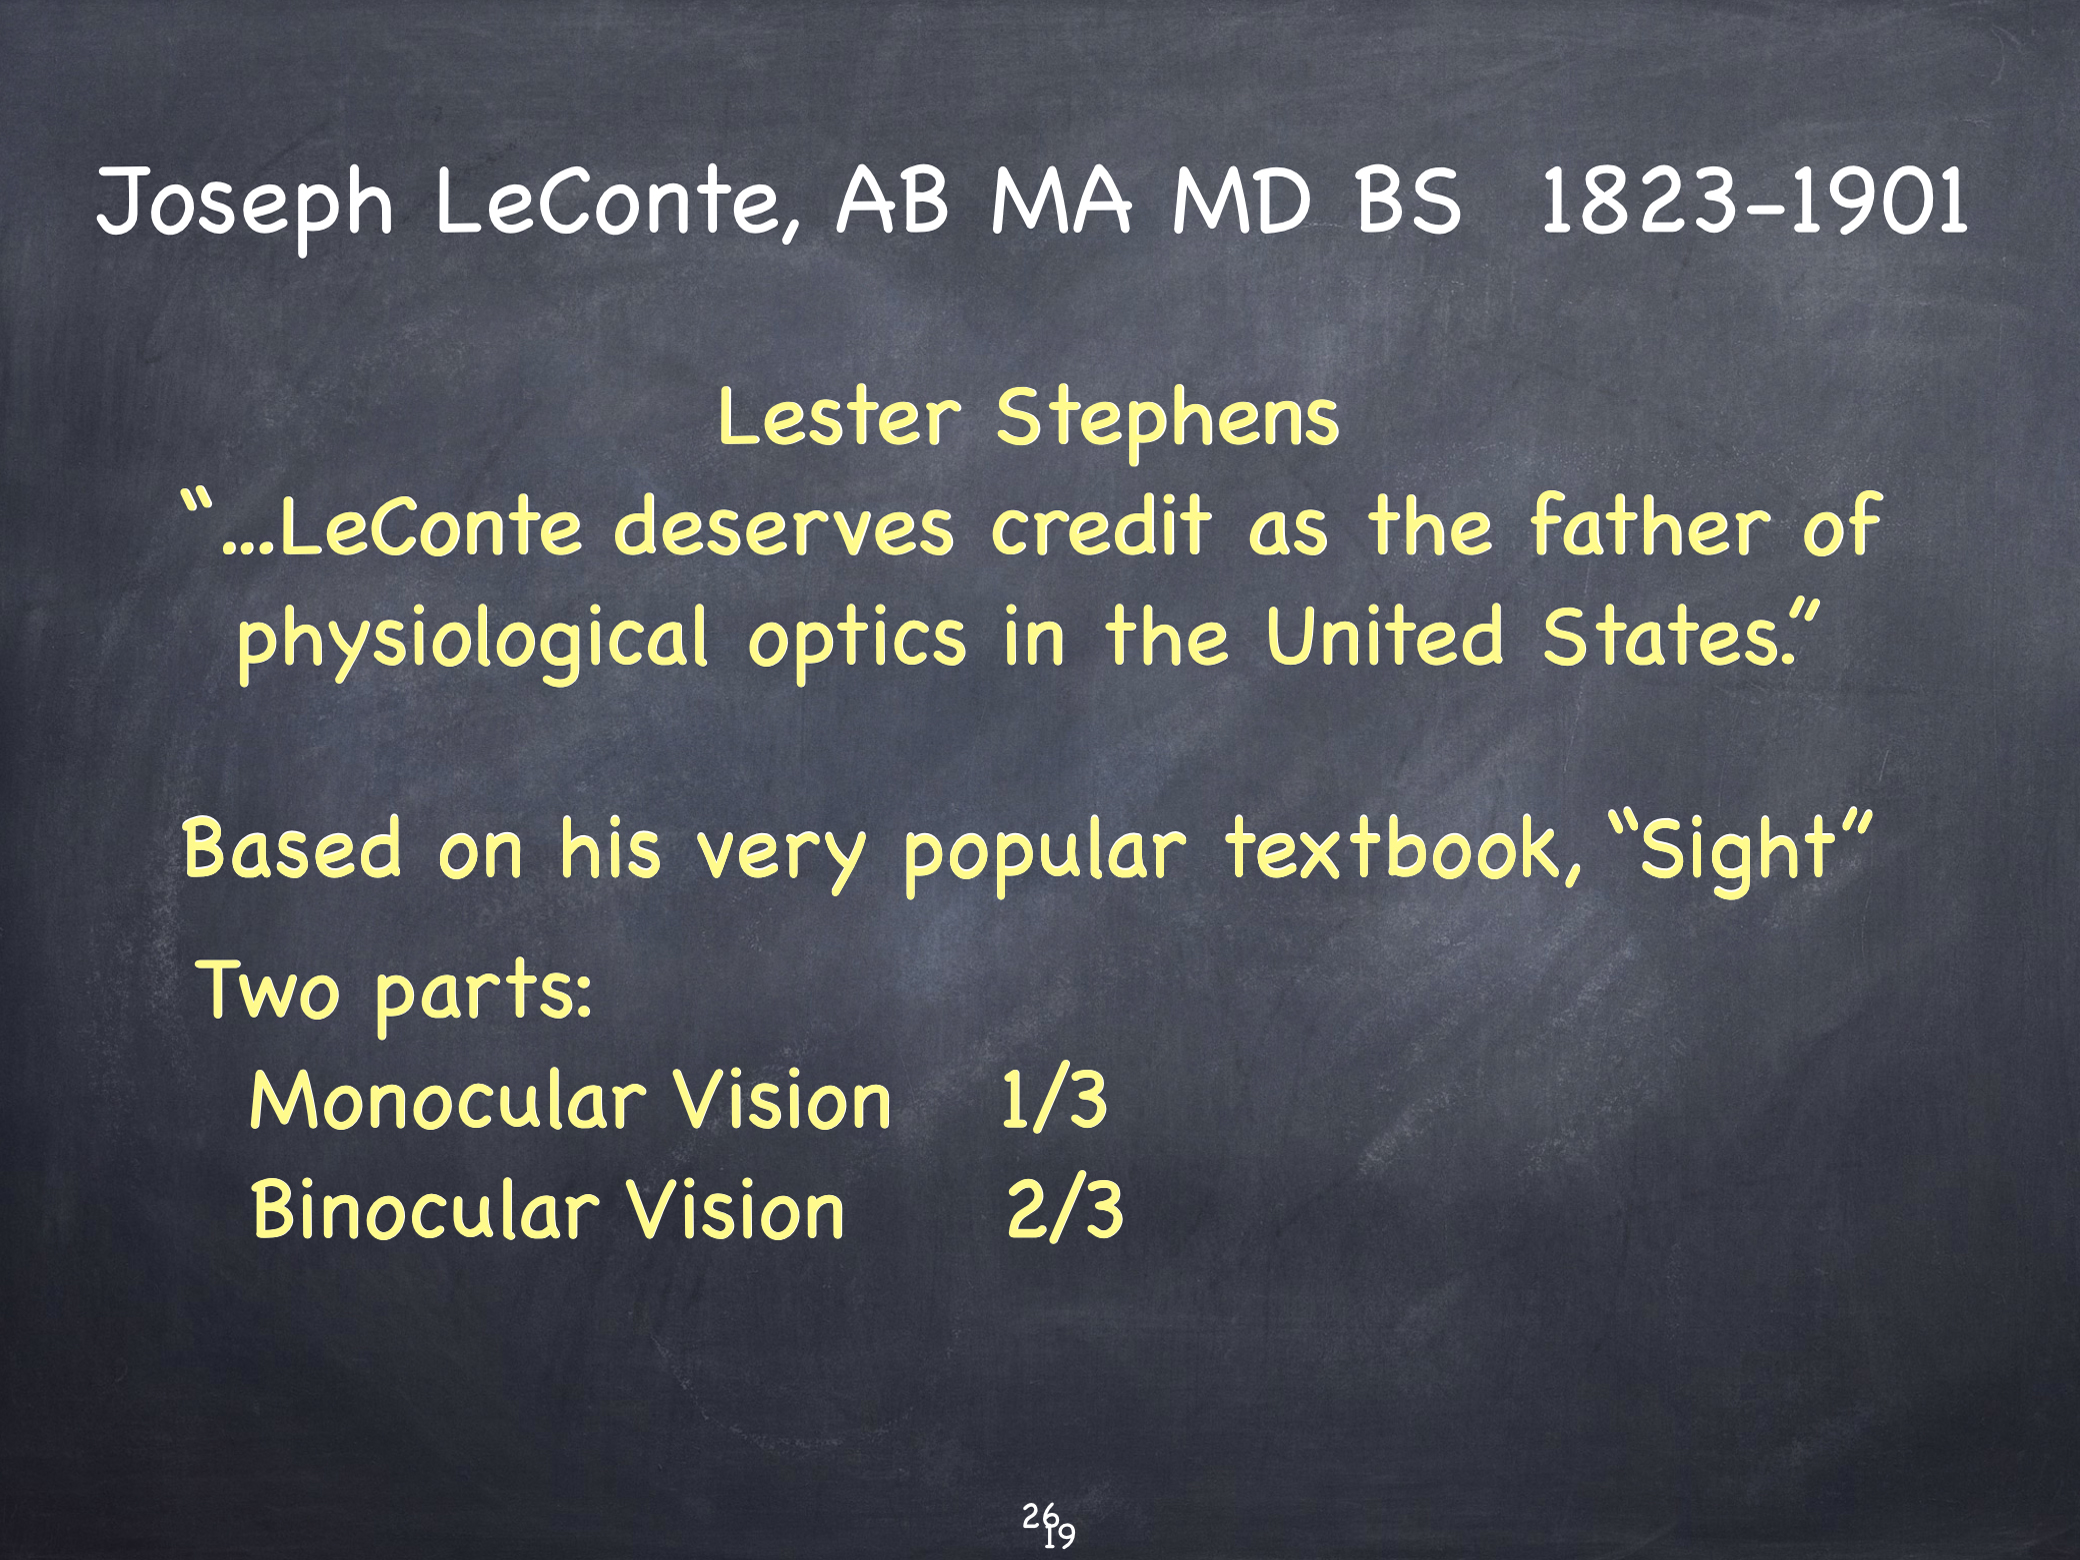 Joseph LeConte, AB MA MD BS 1823-1901
Lester Stephens
“...LeConte deserves credit as the father of
physiological optics in the United States.”
Based on his very popular textbook, “Sight”
Two parts:
Monocular Vision 1/3
Binocular Vision 2/3
26
19